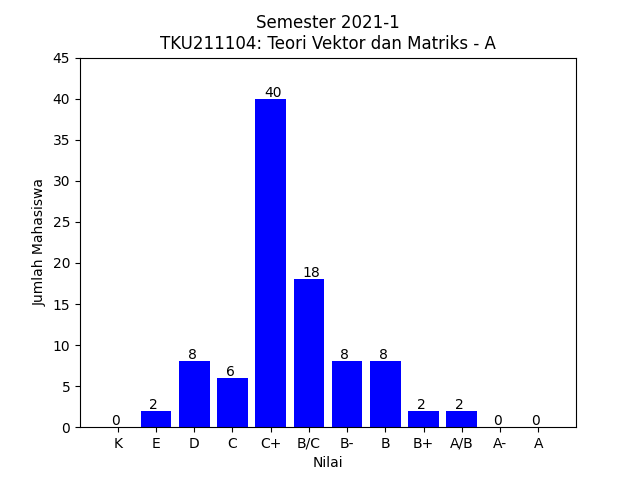 Semester 2021-1
TKU211104: Teori Vektor dan Matriks - A
45
40
35
30
25
20
15
10
5
0
Jumlah Mahasiswa
0 2 8 6 40 18 8 8 2 2 0 0
K E D C C+ B/C B- B B+ A/B A- A
Nilai